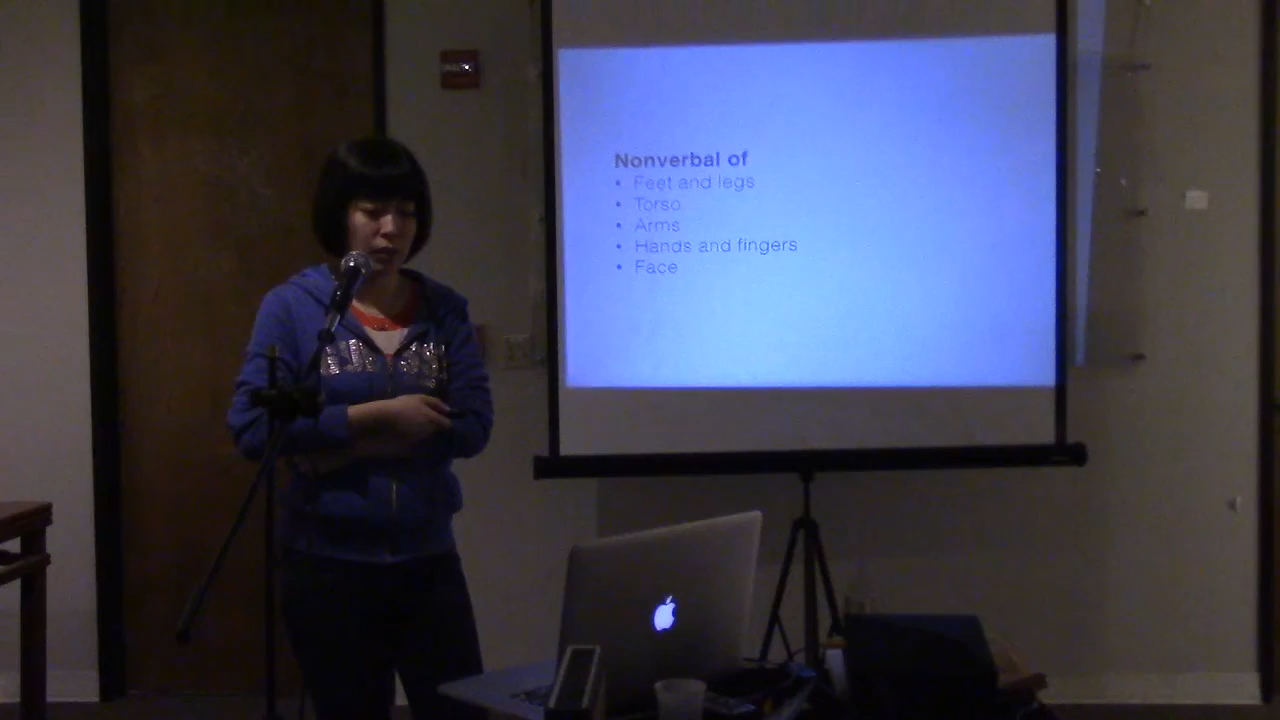 Nonverbal of
• Feet and legs
• Torso
• Arms
• Hands and fingers
• Face